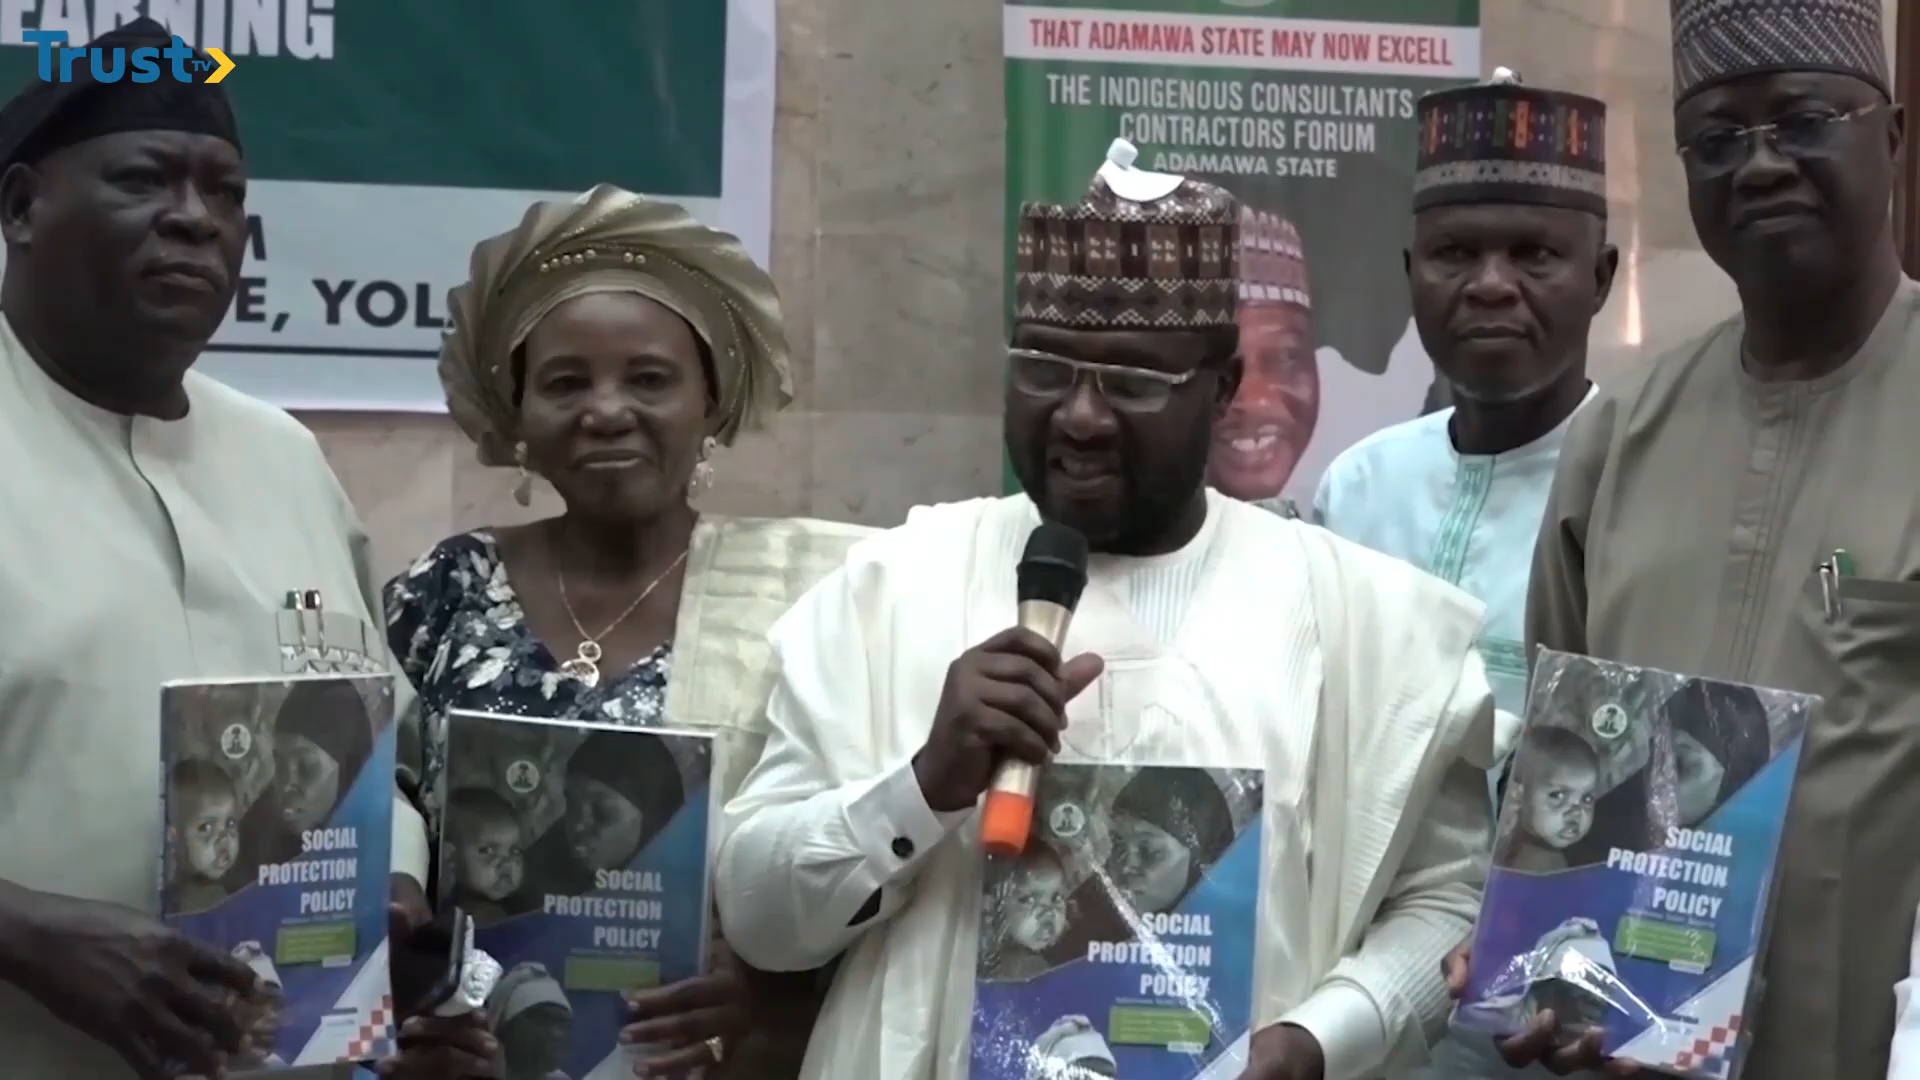 LEARNING
Trust TV
E, YOL
THAT ADAMAWA STATE MAY NOW EXCELL
THE INDIGENOUS CONSULTANTS
CONTRACTORS FORUM
ADAMAWA STATE
SOCIAL
PROTECTION
POLICY
SOCIAL
PROTECTION
POLICY
SOCIAL
PROTECTION
POLICY
SOCIAL
PROTECTION
POLICY